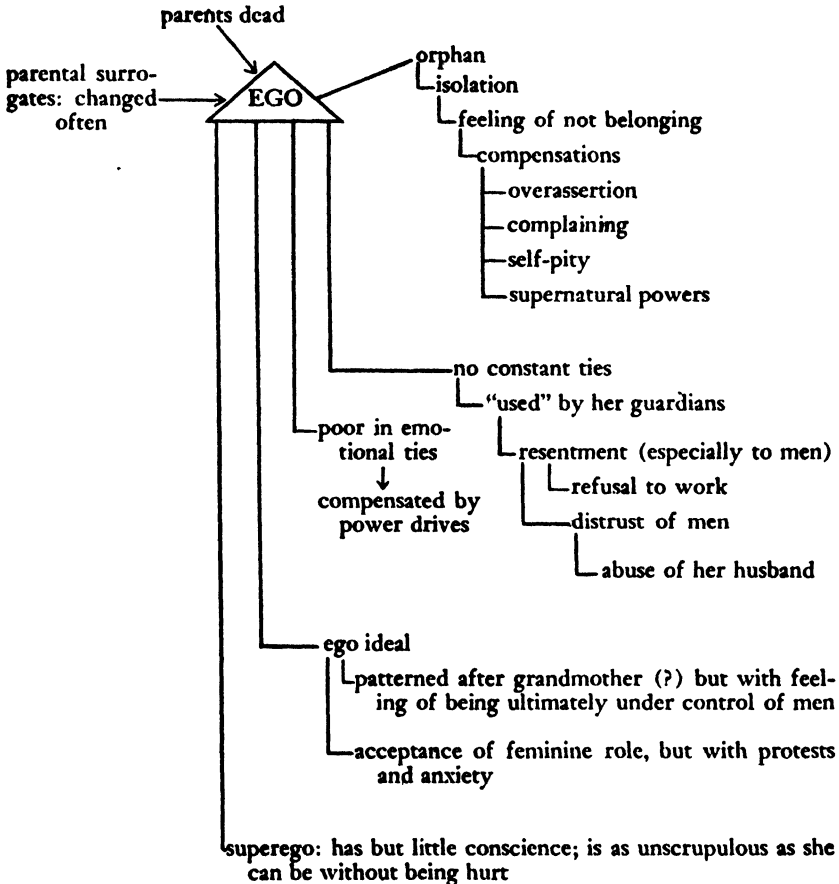 parents dead
parental surro-
gates: changed
often
EGO
orphan
isolation
feeling of not belonging
compensations
overassertion
complaining
self-pity
supernatural powers
no constant ties
"used" by her guardians
resentment (especially to men)
refusal to work
distrust of men
abuse of her husband
poor in emo-
tional ties
compensated by
power drives
ego ideal
patterned after grandmother (?) but with feel-
ing of being ultimately under control of men
acceptance of feminine role, but with protests
and anxiety
superego: has but little conscience; is as unscrupulous as she
can be without being hurt